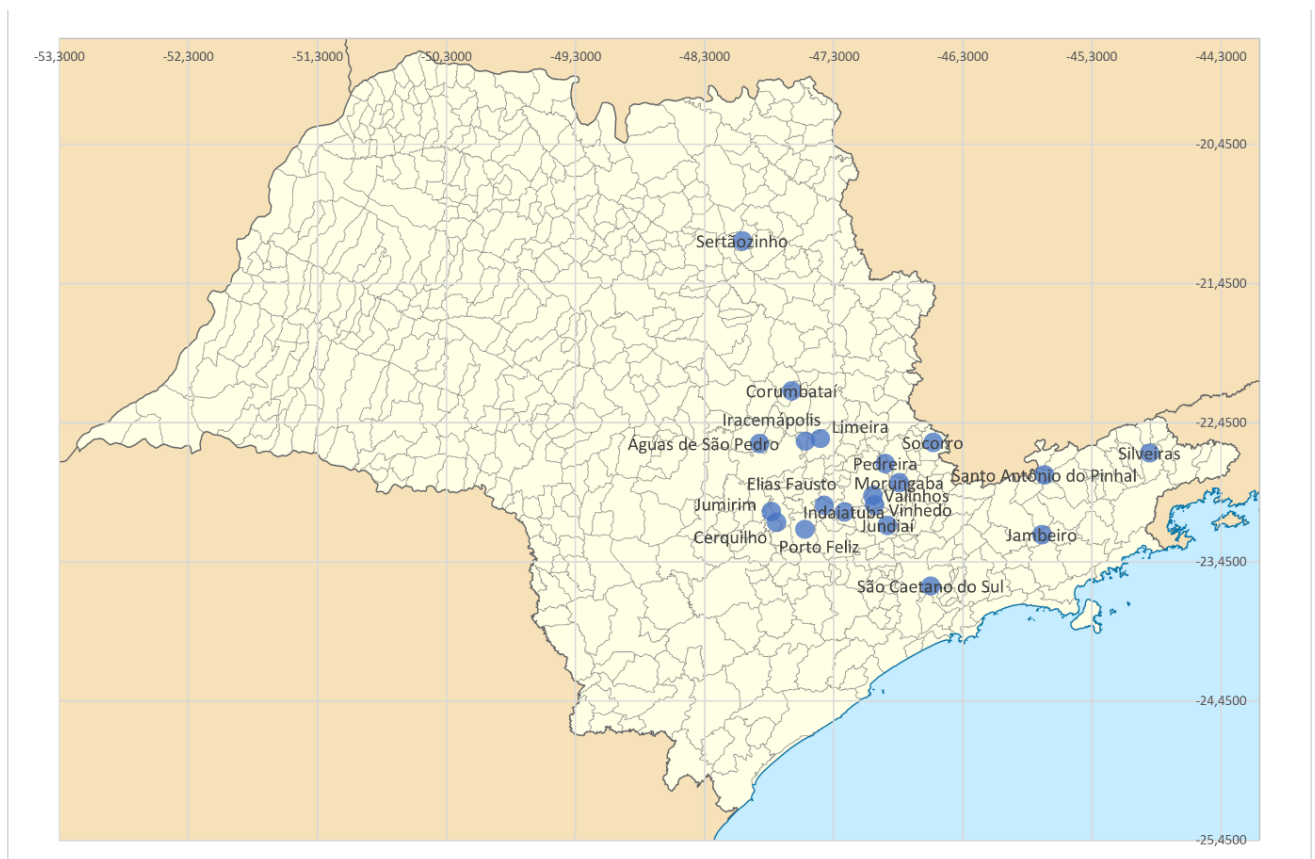 -53,3000
-52,3000
-51,3000
-50,3000
-49,3000
-48,3000
-47,3000
-46,3000
-45,3000
-44,3000
-20,4500
Sertãozinho
-21,4500
Corumbataí
Iracemápolis
-22,4500
Limeira
Águas de São Pedro
Socorro
Silveiras
Pedreira
Santo Antônio do Pinhal
Elias Fausto
Morungaba
Valinhos
Jumirim
Indaiatuba
Vinhedo
Jundiaí
Cerquilho
Jambeiro
Porto Feliz
-23,4500
São Caetano do Sul
-24,4500
-25,4500